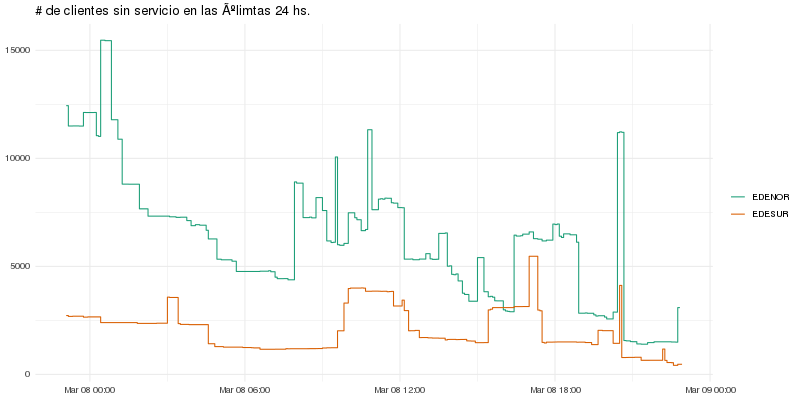 # de clientes sin servicio en las Ãºlimtas 24 hs.
15000
10000
5000
0
Mar 08 00:00
Mar 08 06:00
Mar 08 12:00
Mar 08 18:00
Mar 09 00:00
EDENOR
EDESUR